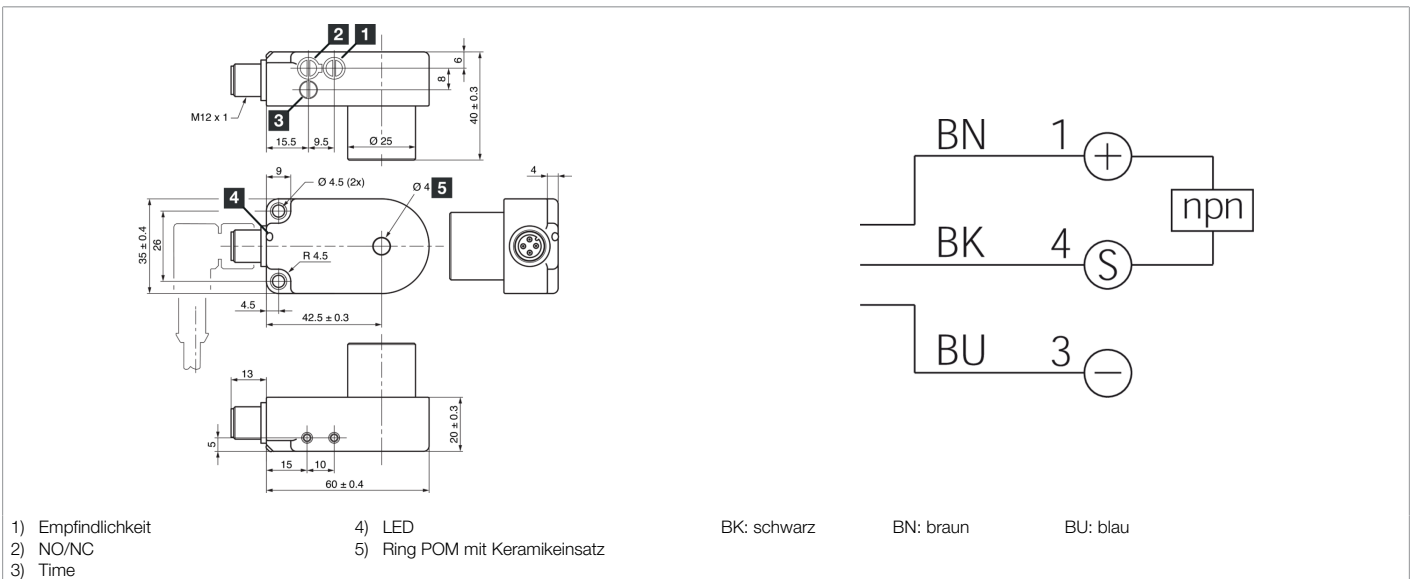 2 1
6
8
40 ± 0.3
M12 x 1
3
15.5 9.5 Ø 25
9
Ø 4.5 (2x)
4
Ø 4 5
4
35 ± 0.4
26
R 4.5
4.5
42.5 ± 0.3
13
5
20 ± 0.3
15 10
60 ± 0.4
BN 1 +
npn
BK 4 S
BU 3 −
1) Empfindlichkeit
2) NO/NC
3) Time
4) LED
5) Ring POM mit Keramikeinsatz
BK: schwarz BN: braun BU: blau